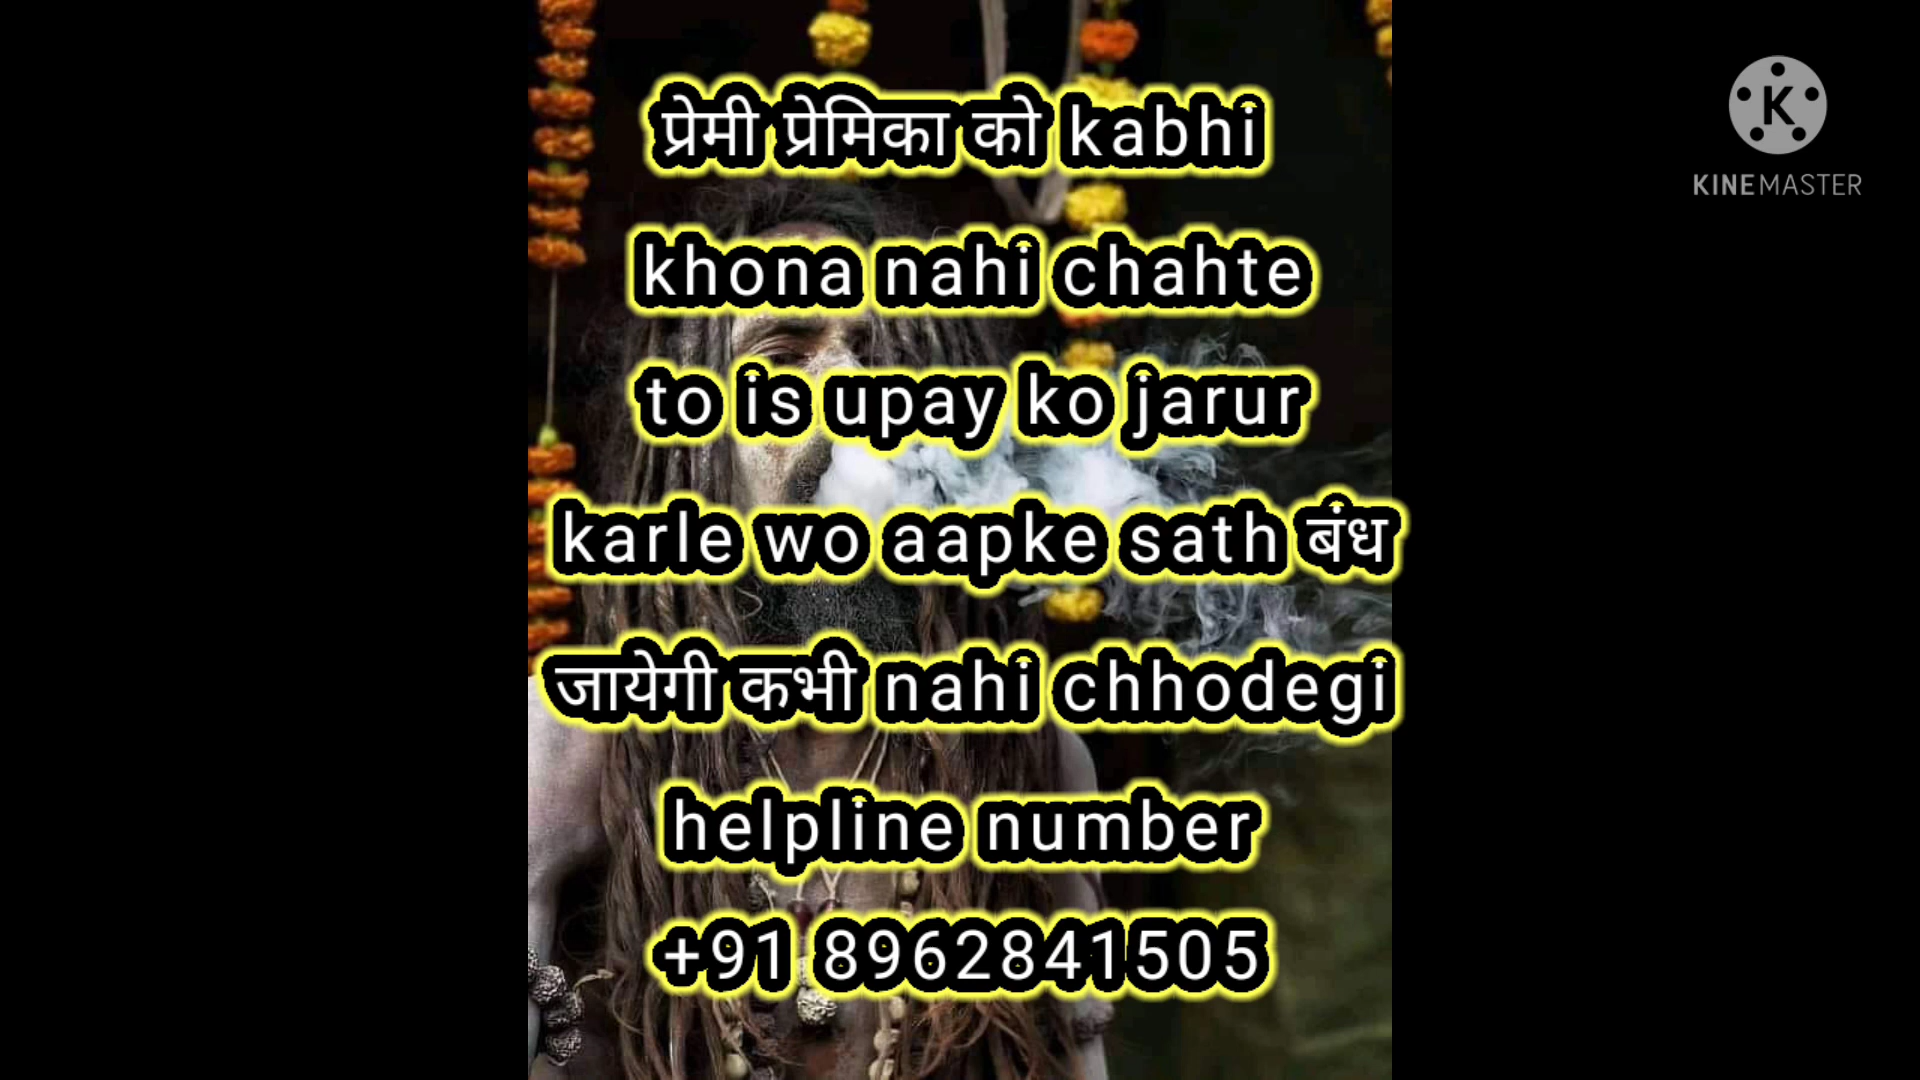 प्रेमी प्रेमिका को kabhi
khona nahi chahte
to is upay ko jarur
karle wo aapke sath बंध
जायेगी कभी nahi chhodegi
helpline number
+91 8962841505
K
KINEMASTER